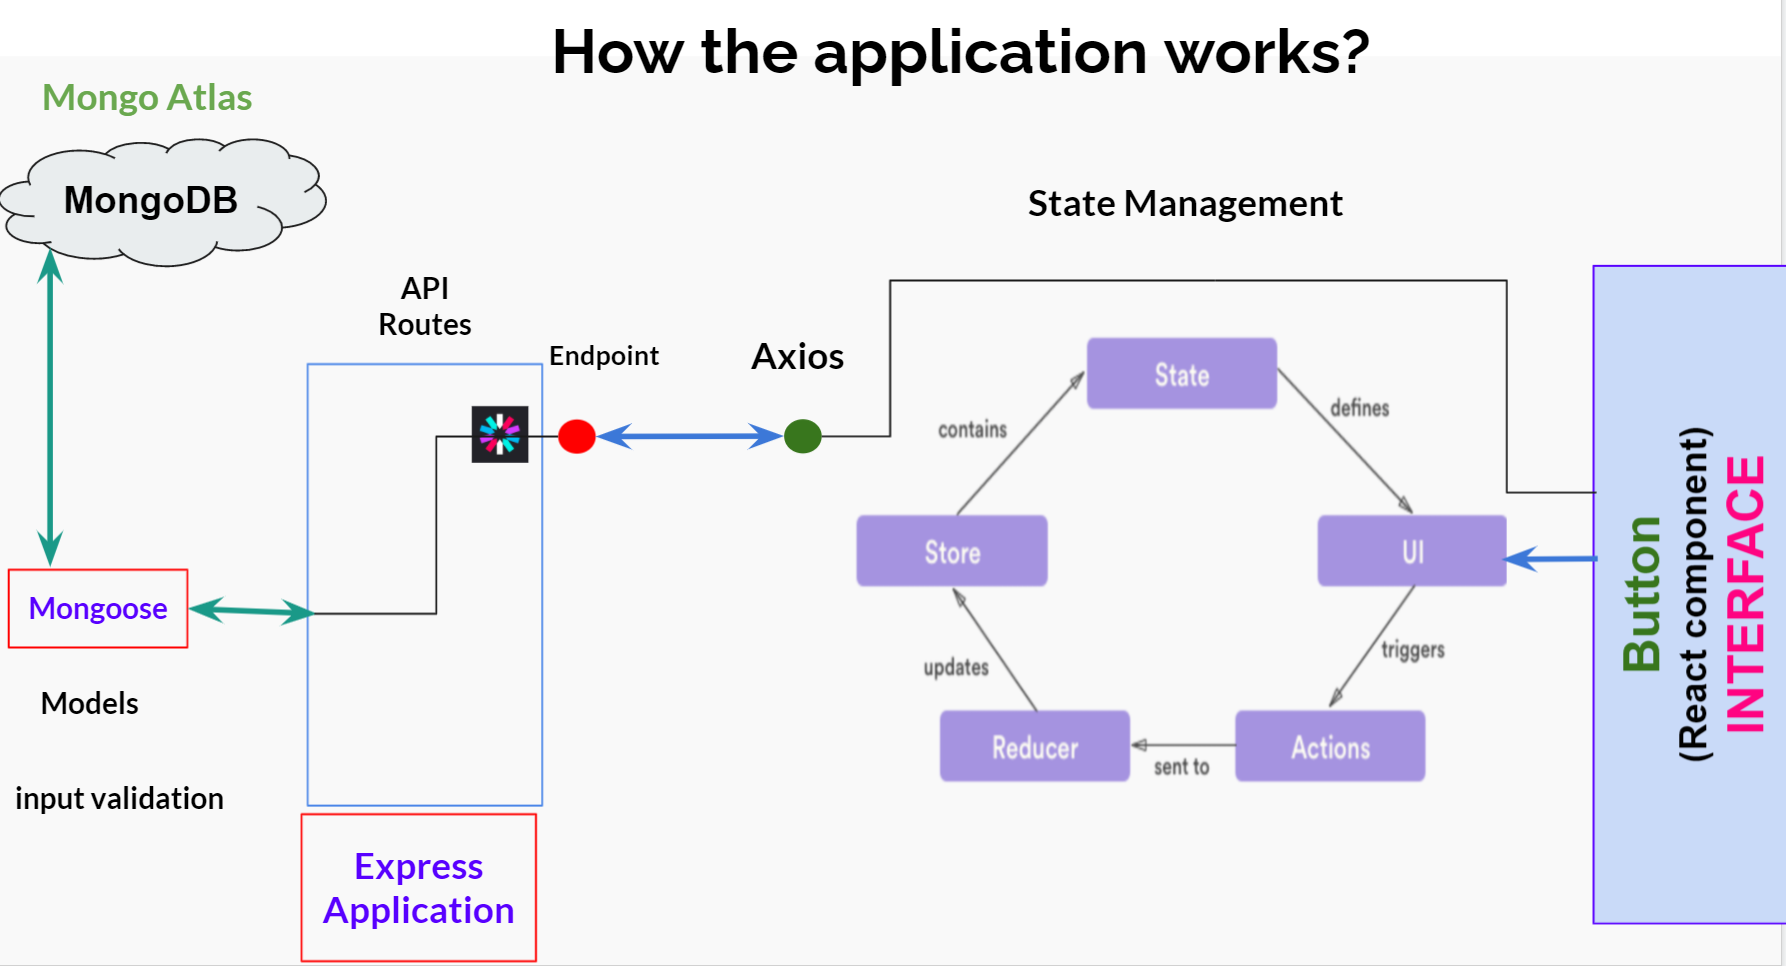 How the application works?
Mongo Atlas
MongoDB
State Management
API
Routes
Endpoint
Axios
State
contains
defines
Store
UI
Mongoose
updates
triggers
Models
Reducer
sent to
Actions
input validation
Express
Application
Button
(React component)
INTERFACE